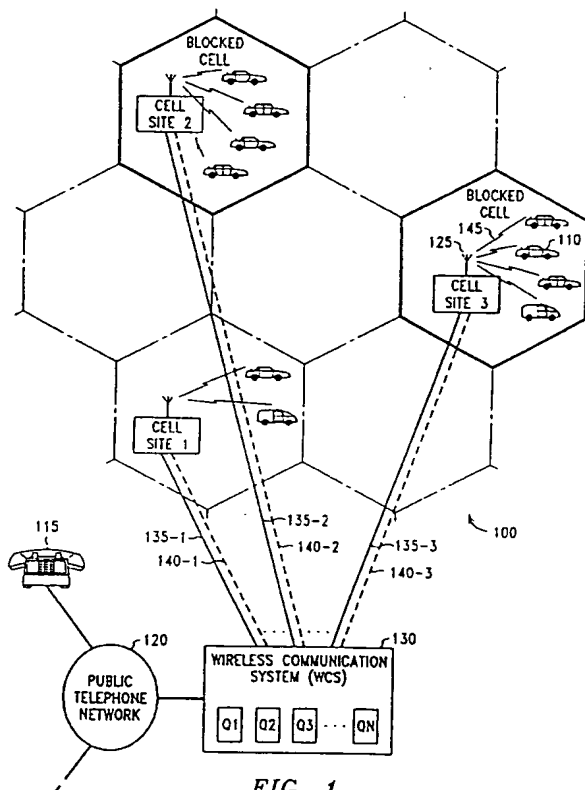 BLOCKED
CELL
CELL
SITE 2
BLOCKED
CELL
145
110
125
CELL
SITE 3
CELL
SITE 1
115
135-1
140-1
135-2
140-2
135-3
140-3
100
120
130
PUBLIC
TELEPHONE
NETWORK
WIRELESS COMMUNICATION
SYSTEM (WCS)
Q1 Q2 Q3 ··· QN
FIG. 1